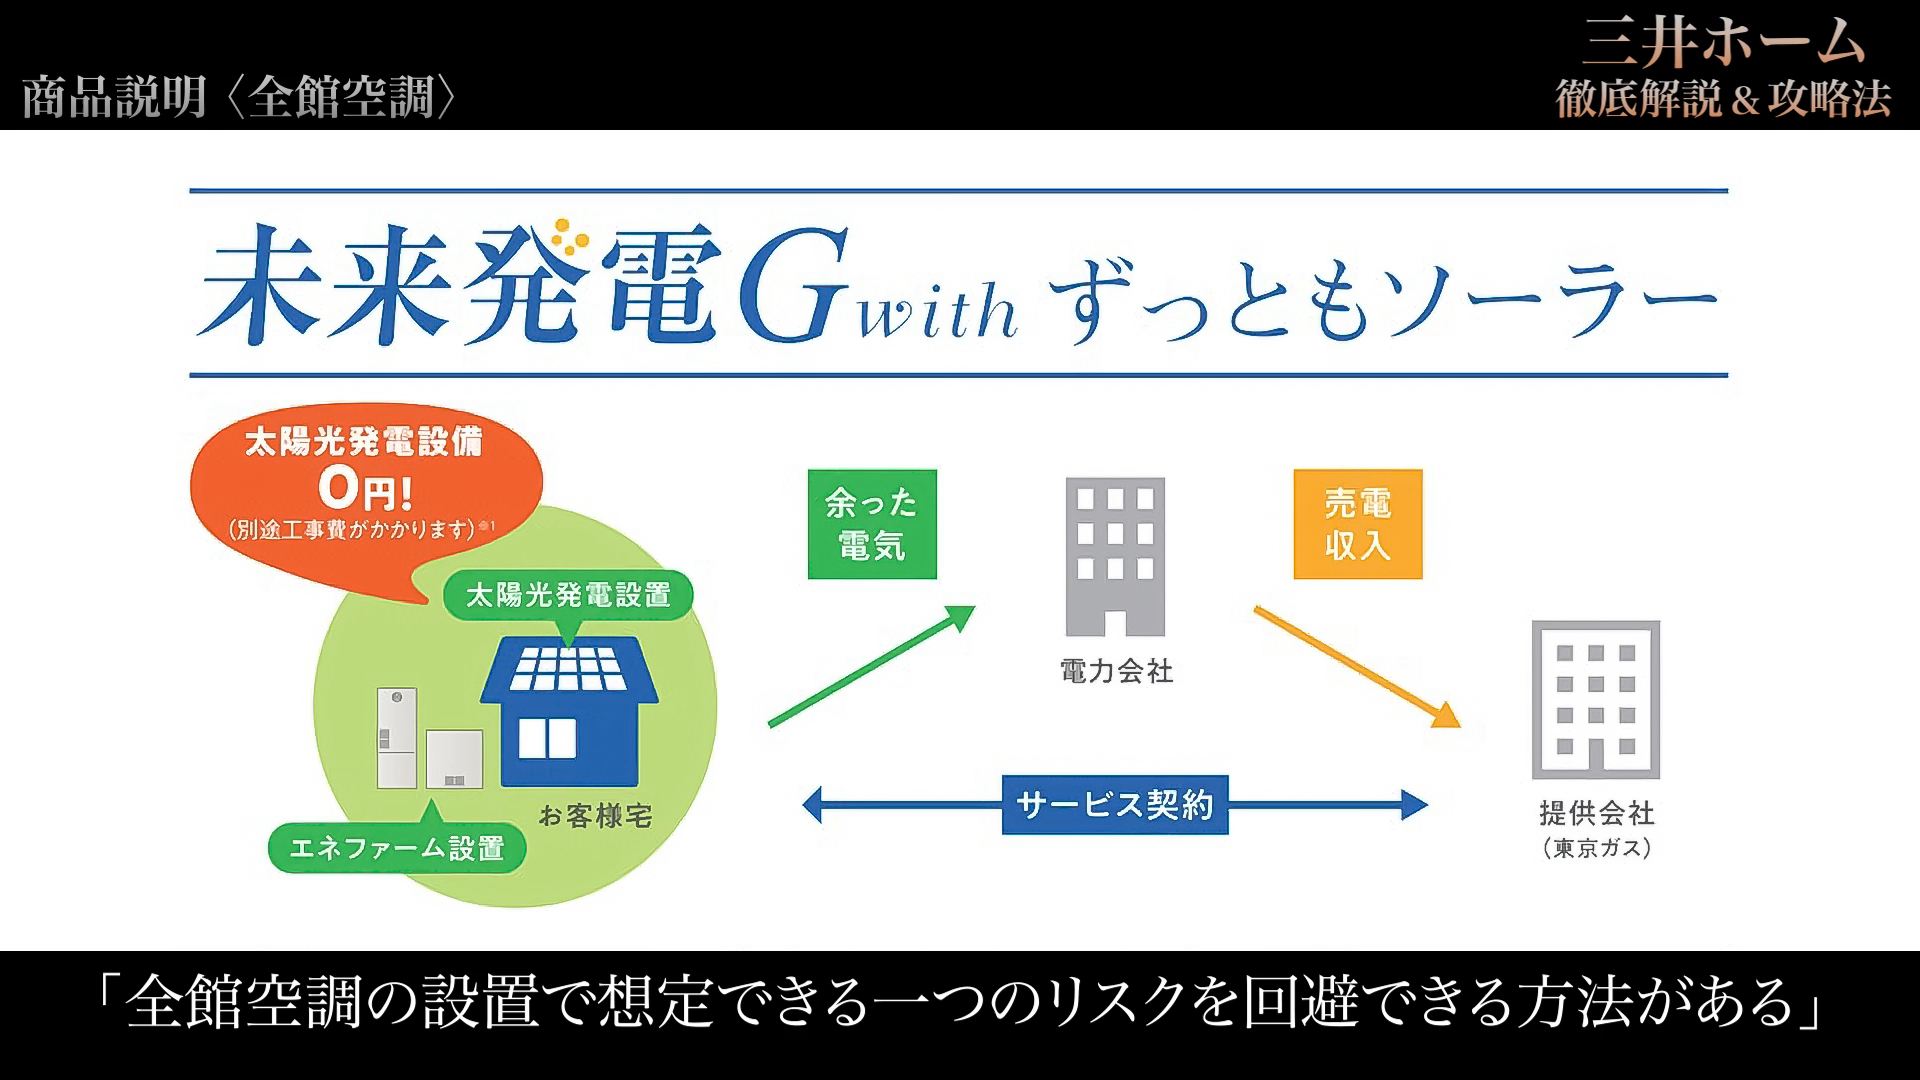 商品説明〈全館空調〉
三井ホーム
徹底解説&攻略法
未来発電Gwithずっともソーラー
太陽光発電設備
0円!
(別途工事費がかかります)※1
太陽光発電設置
エネファーム設置
お客様宅
余った
電気
電力会社
売電
収入
サービス契約
提供会社
(東京ガス)
「全館空調の設置で想定できる一つのリスクを回避できる方法がある」